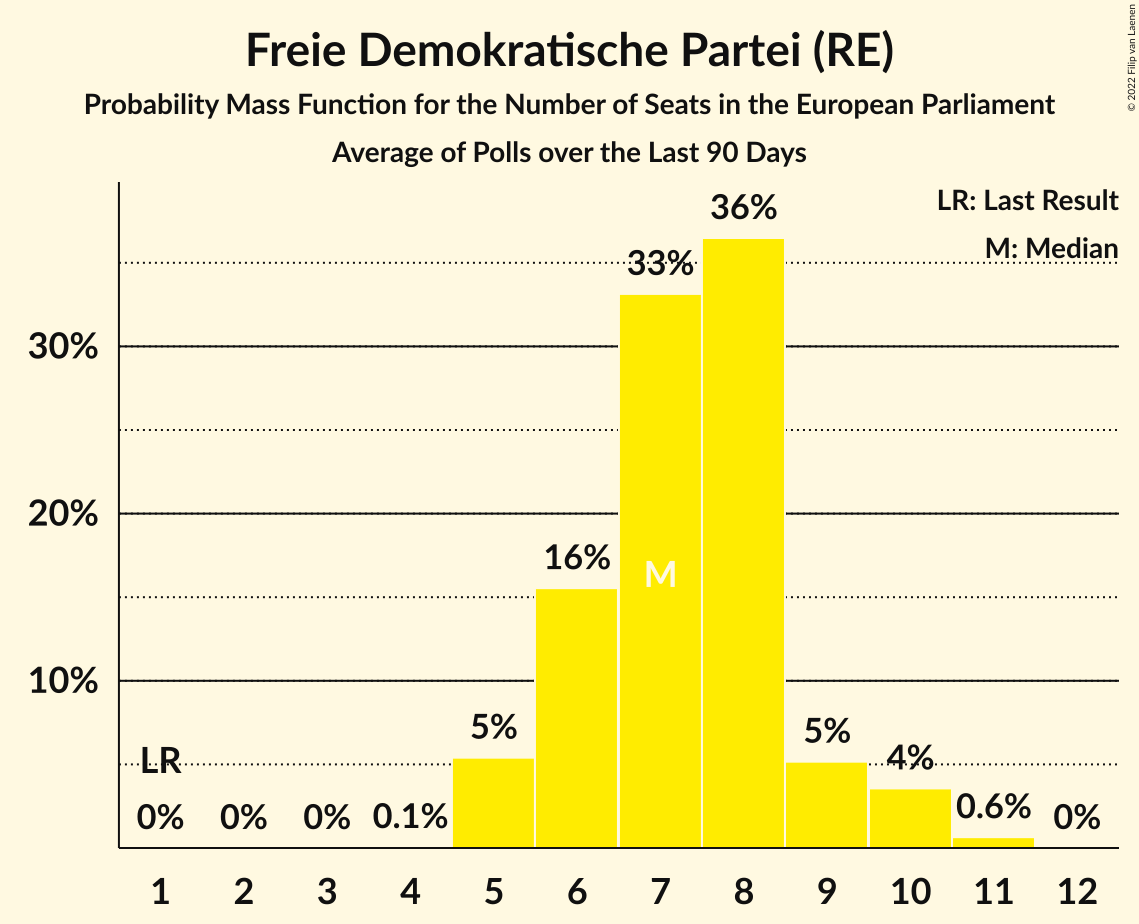 Freie Demokratische Partei (RE)
Probability Mass Function for the Number of Seats in the European Parliament
Average of Polls over the Last 90 Days
© 2022 Filip van Laenen
LR: Last Result
M: Median
36%
33%
30%
20%
16%
M
10%
5%
5%
4%
LR
0%
0%
0%
0.1%
0.6%
0%
1 2 3 4 5 6 7 8 9 10 11 12